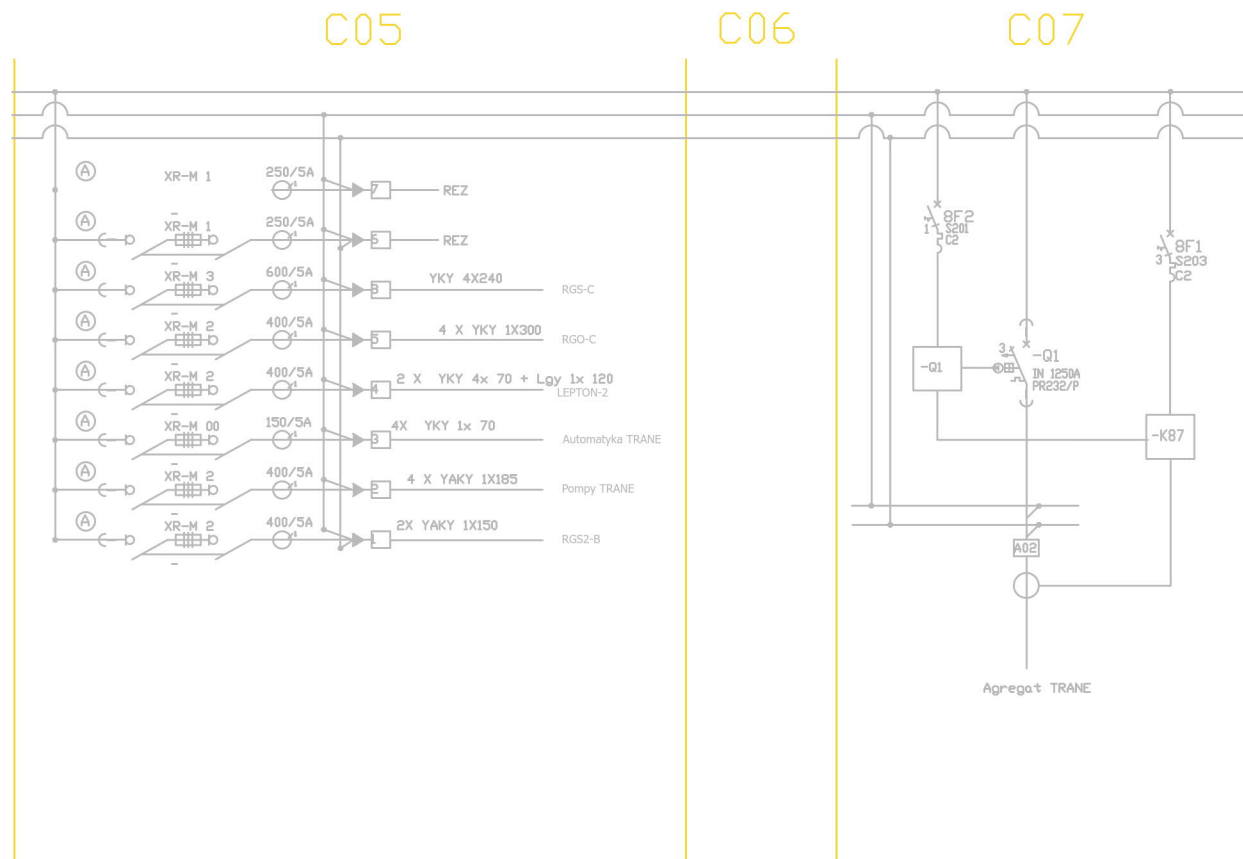 C05
C06
C07
A XR-M 1 250/5A 7 REZ
A XR-M 1 250/5A 6 REZ
A XR-M 3 600/5A 8 YKY 4X240 RGS-C
A XR-M 2 400/5A 5 4 X YKY 1X300 RGO-C
A XR-M 2 400/5A 4 2 X YKY 4x 70 + Lgy 1x 120 LEPTON-2
A XR-M 00 150/5A 3 4X YKY 1x 70 Automatyka TRANE
A XR-M 2 400/5A 2 4 X YAKY 1X185 Pompy TRANE
A XR-M 2 400/5A 1 2X YAKY 1X150 RGS2-B
8F2
1 S201
C2
8F1
3 S203
C2
-Q1
3 -Q1
IN 1250A
PR232/P
-K87
A02
Agregat TRANE